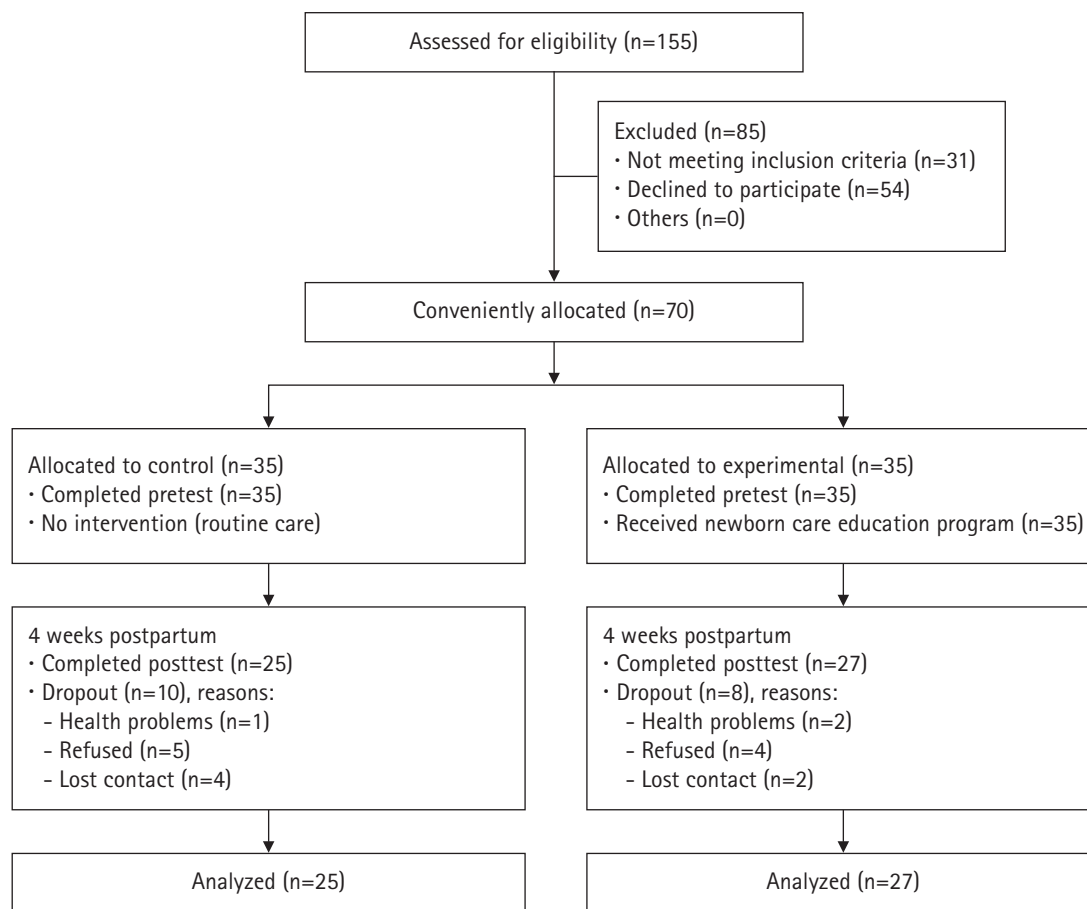 Assessed for eligibility (n=155)
Excluded (n=85)
· Not meeting inclusion criteria (n=31)
· Declined to participate (n=54)
· Others (n=0)
Conveniently allocated (n=70)
Allocated to control (n=35)
· Completed pretest (n=35)
· No intervention (routine care)
Allocated to experimental (n=35)
· Completed pretest (n=35)
· Received newborn care education program (n=35)
4 weeks postpartum
· Completed posttest (n=25)
· Dropout (n=10), reasons:
- Health problems (n=1)
- Refused (n=5)
- Lost contact (n=4)
4 weeks postpartum
· Completed posttest (n=27)
· Dropout (n=8), reasons:
- Health problems (n=2)
- Refused (n=4)
- Lost contact (n=2)
Analyzed (n=25)
Analyzed (n=27)